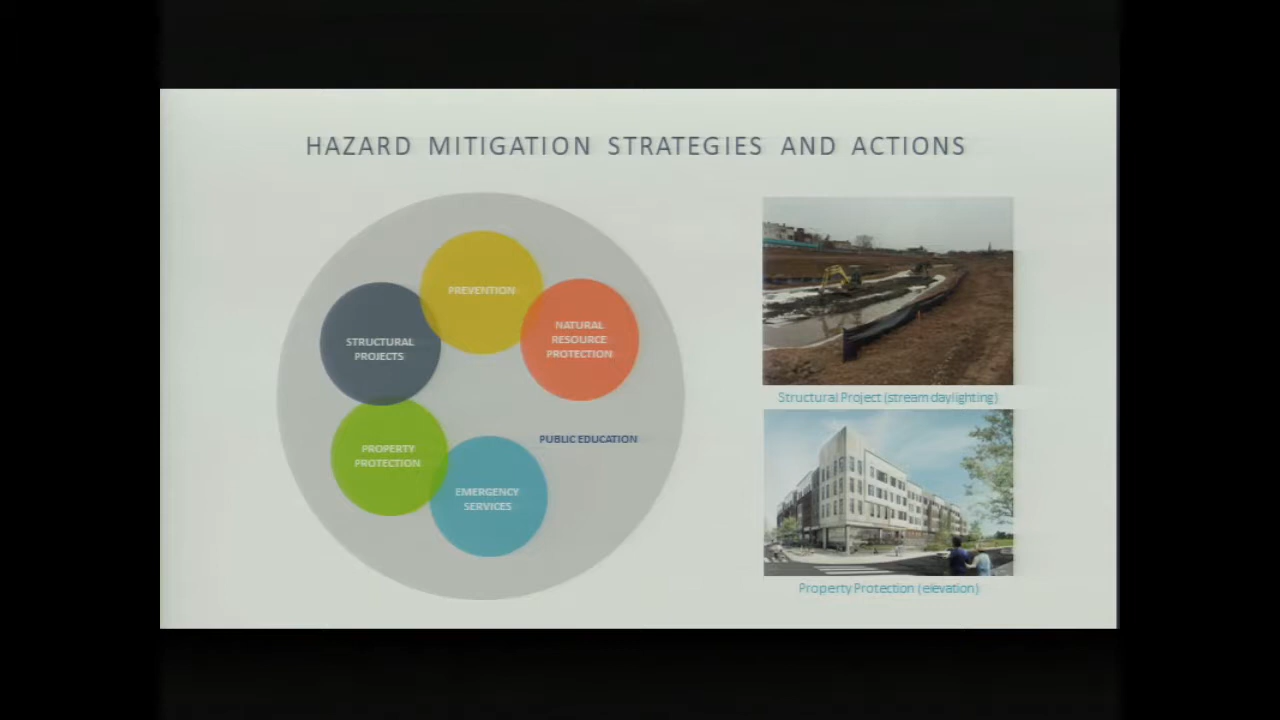 HAZARD MITIGATION STRATEGIES AND ACTIONS
PREVENTION
NATURAL
RESOURCE
PROTECTION
STRUCTURAL
PROJECTS
PUBLIC EDUCATION
PROPERTY
PROTECTION
EMERGENCY
SERVICES
Structural Project (stream daylighting)
Property Protection (elevation)